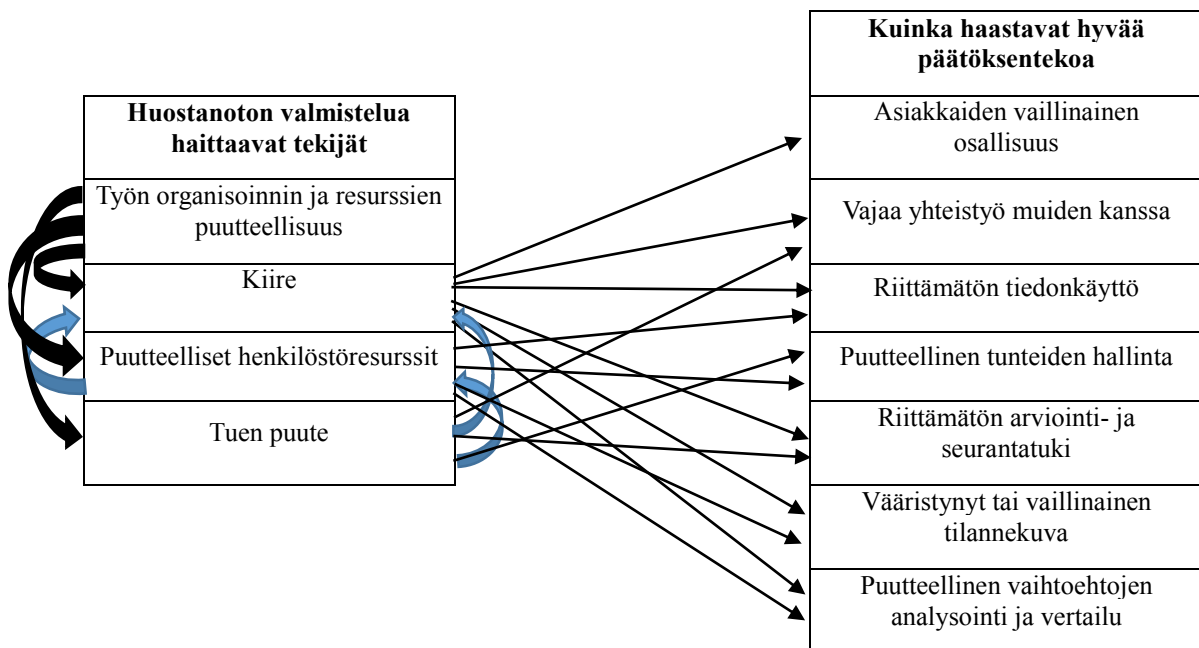 Huostanoton valmistelua
haittaavat tekijät
Työn organisoinnin ja resurssien
puutteellisuus
Kiire
Puutteelliset henkilöstöresurssit
Tuen puute
Kuinka haastavat hyvää
päätöksentekoa
Asiakkaiden vaillinainen
osallisuus
Vajaa yhteistyö muiden kanssa
Riittämätön tiedonkäyttö
Puutteellinen tunteiden hallinta
Riittämätön arviointi- ja
seurantatuki
Vääristynyt tai vaillinainen
tilannekuva
Puutteellinen vaihtoehtojen
analysointi ja vertailu